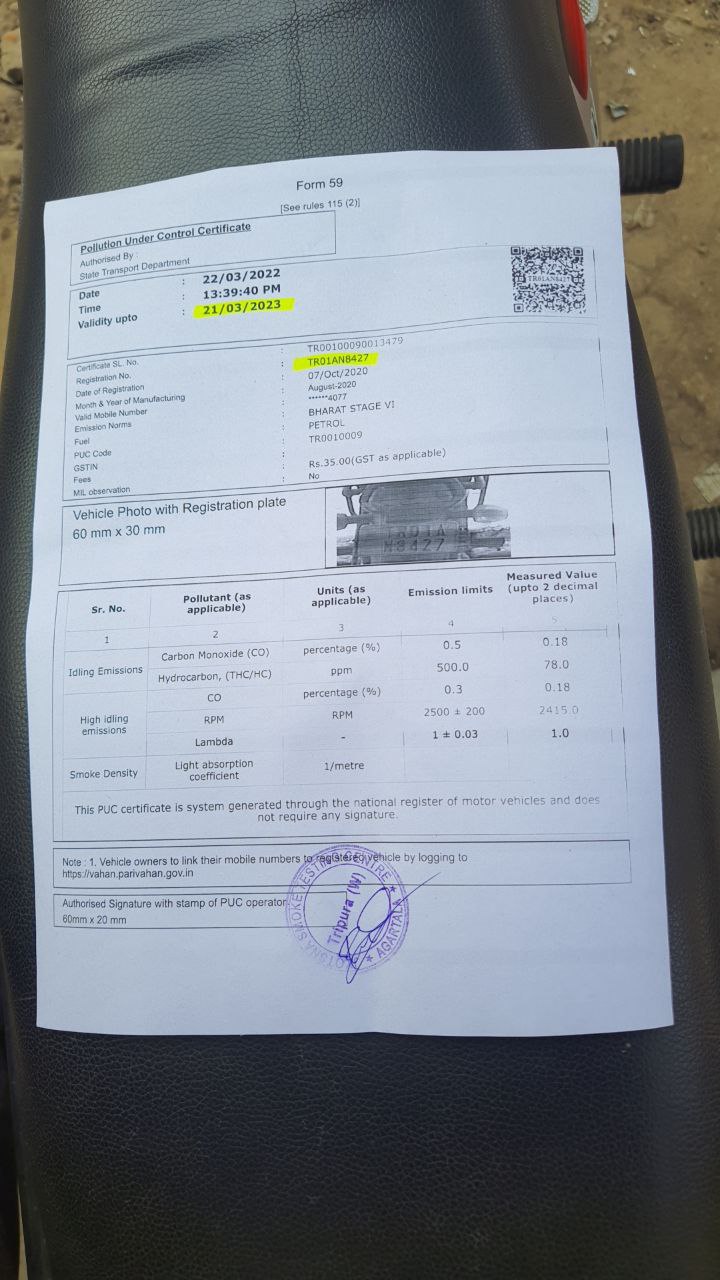 Form 59
[See rules 115 (2)]
Pollution Under Control Certificate
Authorised By :
State Transport Department
Date : 22/03/2022
Time : 13:39:40 PM
Validity upto : 21/03/2023
TR01AN8427
Certificate SL. No. : TR00100090013479
Registration No. : TR01AN8427
Date of Registration : 07/Oct/2020
Month & Year of Manufacturing : August-2020
Valid Mobile Number : ******4077
Emission Norms : BHARAT STAGE VI
Fuel : PETROL
PUC Code : TR0010009
GSTIN :
Fees : Rs.35.00(GST as applicable)
MIL observation : No
Vehicle Photo with Registration plate
60 mm x 30 mm
N8427
Sr. No. Pollutant (as applicable) Units (as applicable) Emission limits Measured Value (upto 2 decimal places)
1 2 3 4 5
Idling Emissions Carbon Monoxide (CO) percentage (%) 0.5 0.18
Hydrocarbon, (THC/HC) ppm 500.0 78.0
High idling emissions CO percentage (%) 0.3 0.18
RPM RPM 2500 ± 200 2415.0
Lambda - 1 ± 0.03 1.0
Smoke Density Light absorption coefficient 1/metre
This PUC certificate is system generated through the national register of motor vehicles and does
not require any signature.
Note : 1. Vehicle owners to link their mobile numbers to registered vehicle by logging to
https://vahan.parivahan.gov.in
Authorised Signature with stamp of PUC operator
60mm x 20 mm
SMOKE TESTING CENTRE
Tripura (W)
★ AGARTALA ★